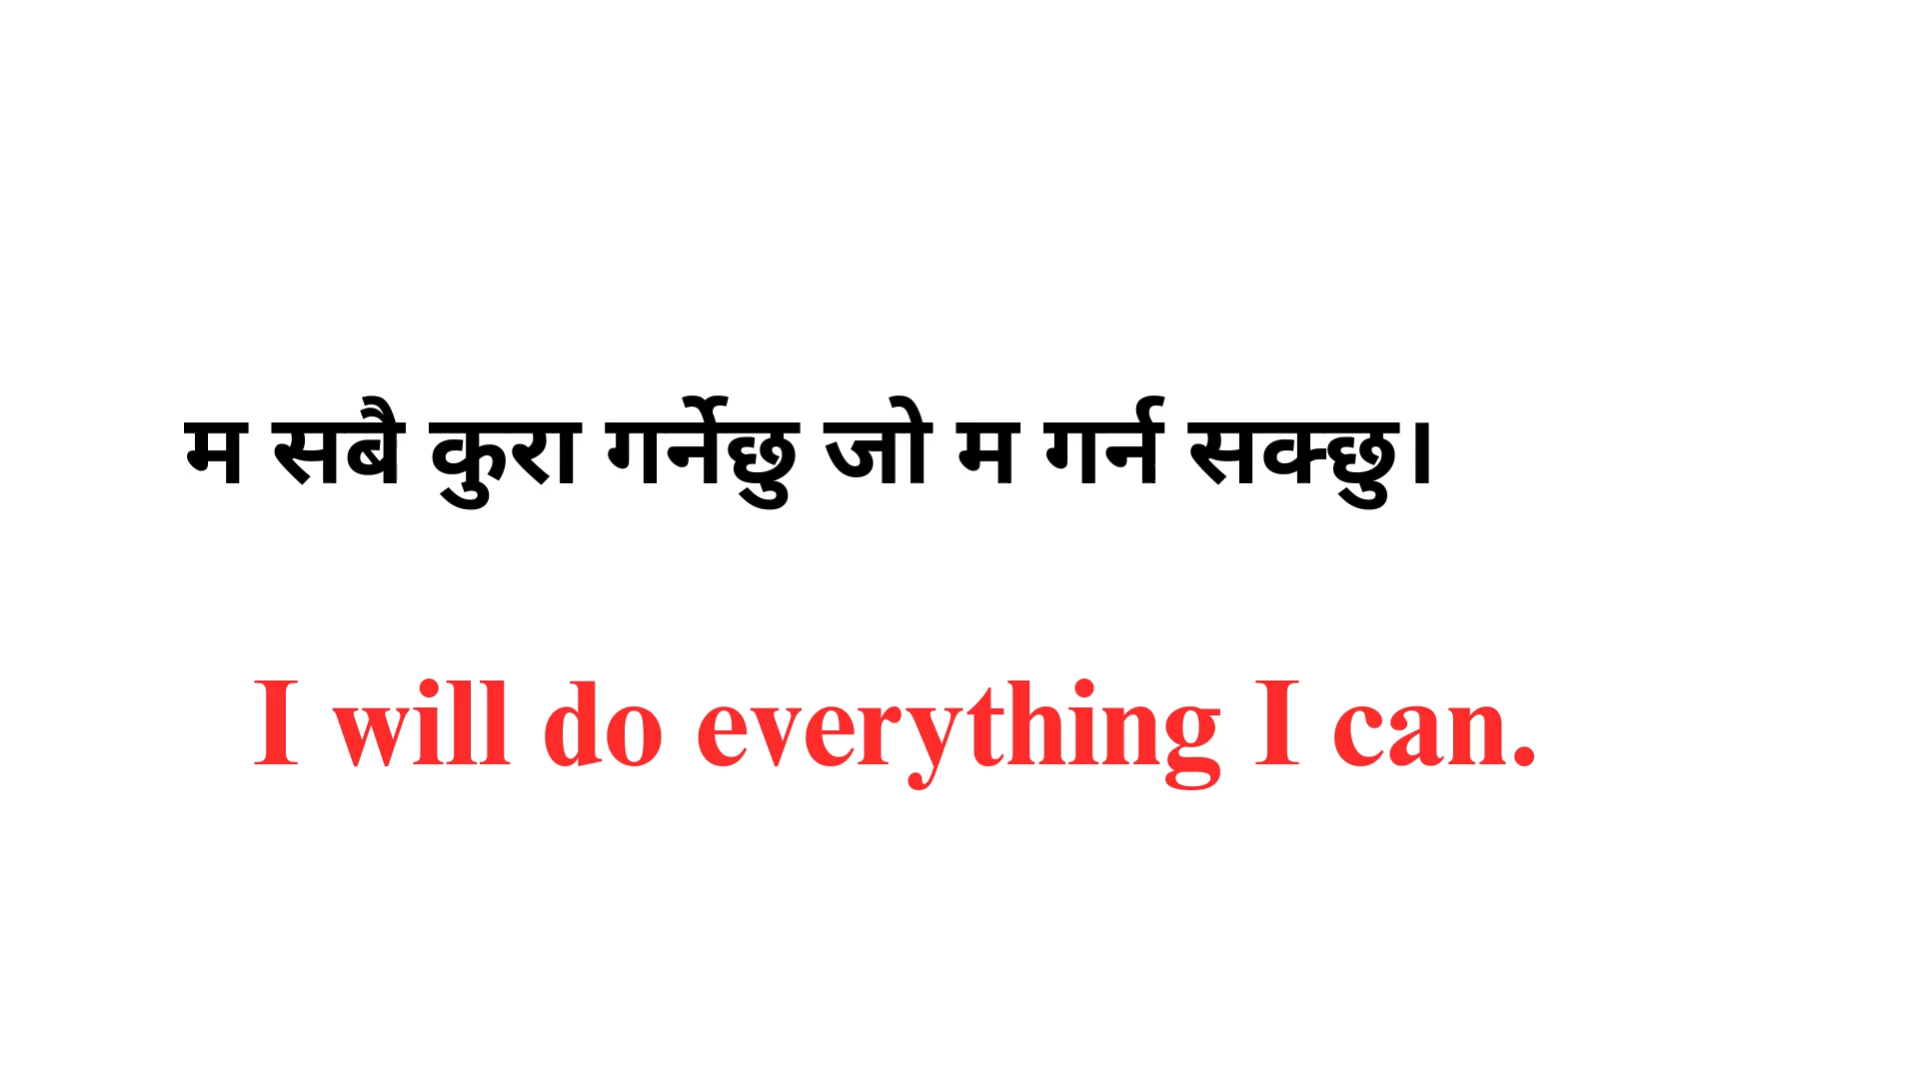 म सबै कुरा गर्नेछु जो म गर्न सक्छु।
I will do everything I can.